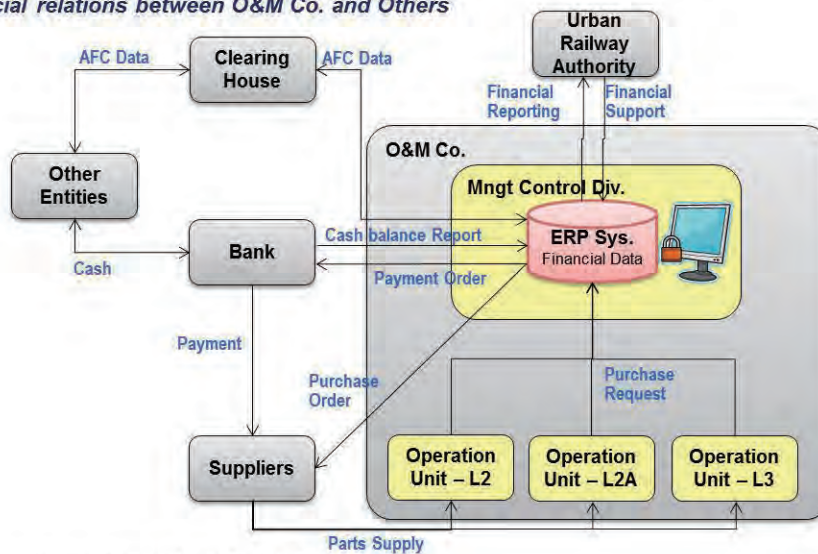 relations between O&M Co. and Others
AFC Data
Clearing
House
AFC Data
Urban
Railway
Authority
Financial
Reporting
Financial
Support
O&M Co.
Other
Entities
Mngt Control Div.
ERP Sys.
Financial Data
Bank
Cash balance Report
Cash
Payment Order
Payment
Purchase
Order
Purchase
Request
Suppliers
Operation
Unit – L2
Operation
Unit – L2A
Operation
Unit – L3
Parts Supply